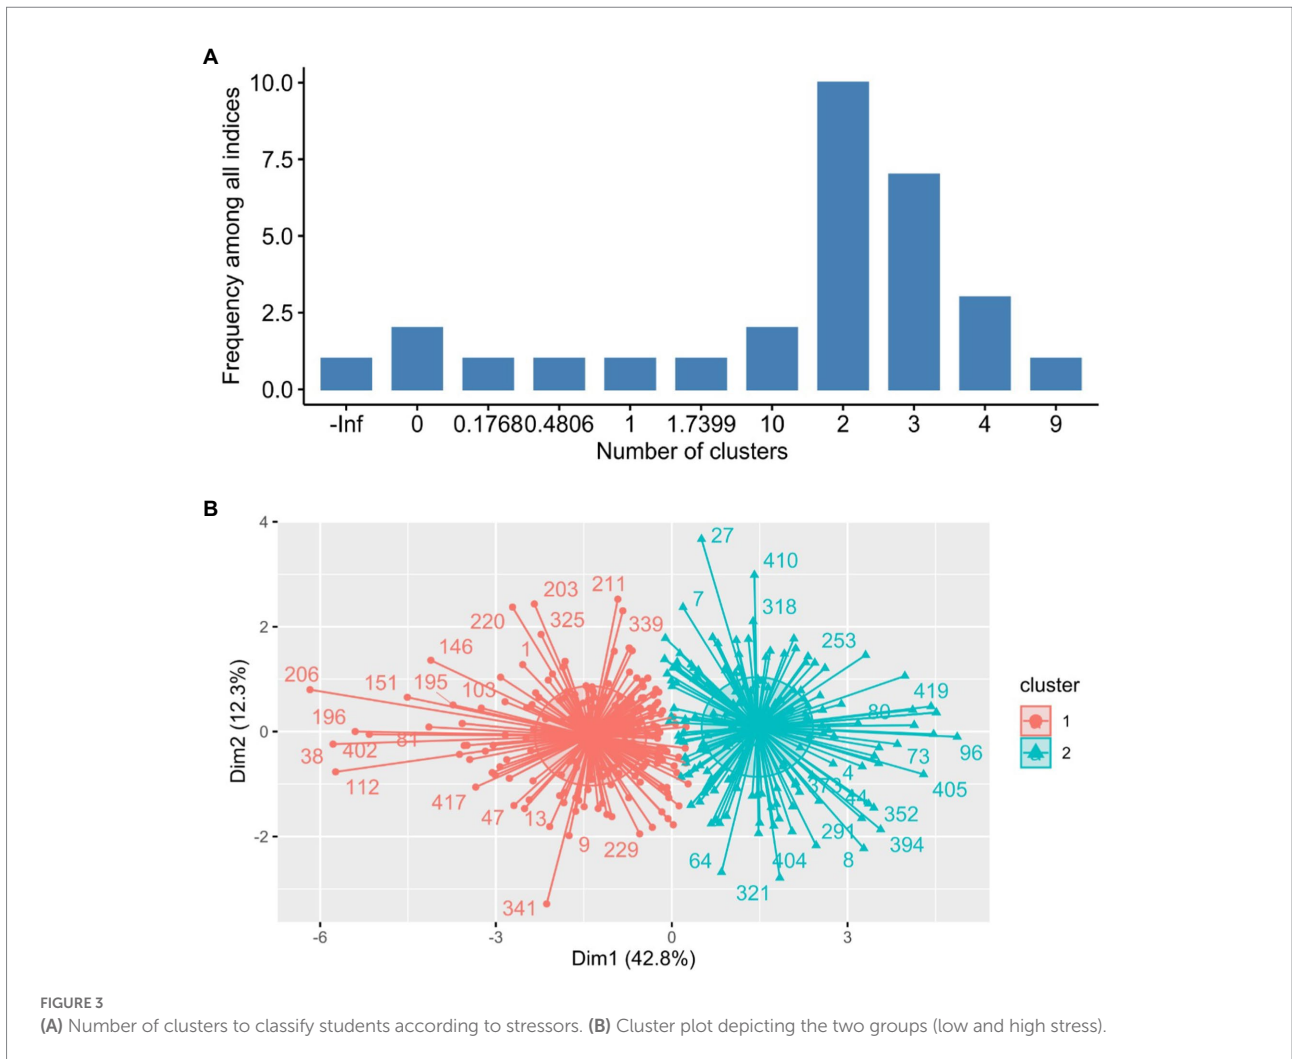 A
Frequency among all indices
10.0
7.5
5.0
2.5
0.0
-Inf 0 0.1768 0.4806 1 1.7399 10 2 3 4 9
Number of clusters
B
Dim2 (12.3%)
4
2
0
-2
27
410
203 211 7
220 325 339 318
146 1 253
206 151 195 103 419
196 80
38 402 81 73 96
112 4 405
417 373 44
47 13 352
9 229 291 394
64 404 8
321
341
-6 -3 0 3
Dim1 (42.8%)
cluster
1
2
FIGURE 3
(A) Number of clusters to classify students according to stressors. (B) Cluster plot depicting the two groups (low and high stress).